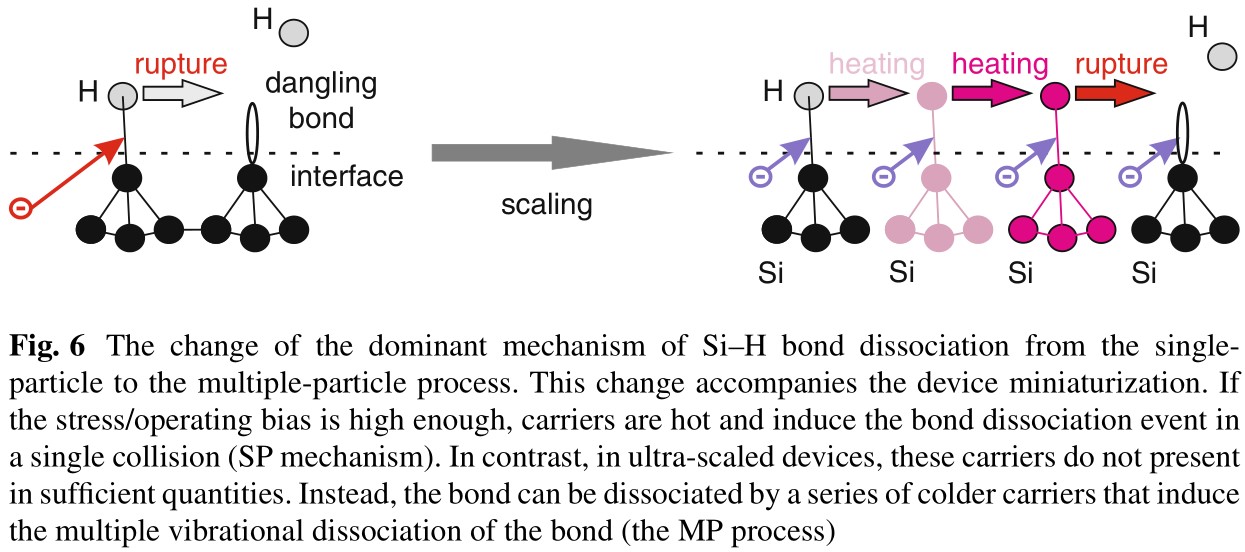 H
rupture
H
dangling
bond
interface
-
scaling
H
heating
heating
rupture
H
-
-
-
-
Si
Si
Si
Si
Fig. 6 The change of the dominant mechanism of Si–H bond dissociation from the single-
particle to the multiple-particle process. This change accompanies the device miniaturization. If
the stress/operating bias is high enough, carriers are hot and induce the bond dissociation event in
a single collision (SP mechanism). In contrast, in ultra-scaled devices, these carriers do not present
in sufficient quantities. Instead, the bond can be dissociated by a series of colder carriers that induce
the multiple vibrational dissociation of the bond (the MP process)